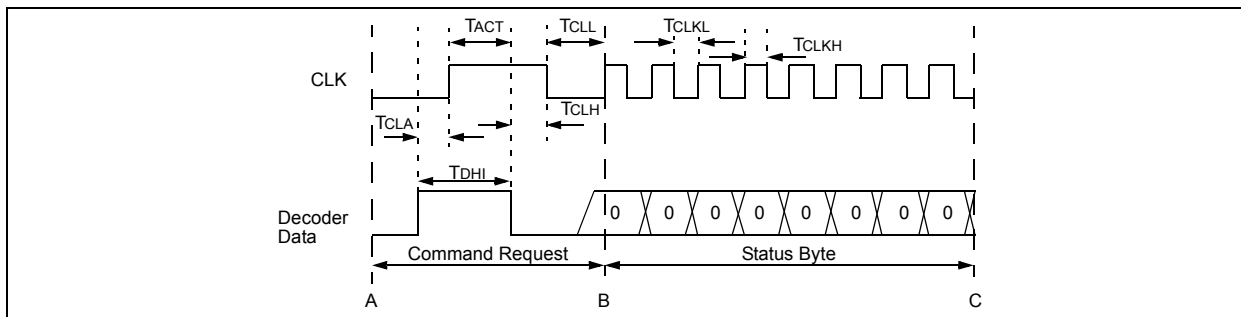 TACT TCLL TCLKL
TCLKH
CLK
TCLH
TCLA
TDHI
Decoder
Data
0 0 0 0 0 0 0 0
Command Request Status Byte
A B C